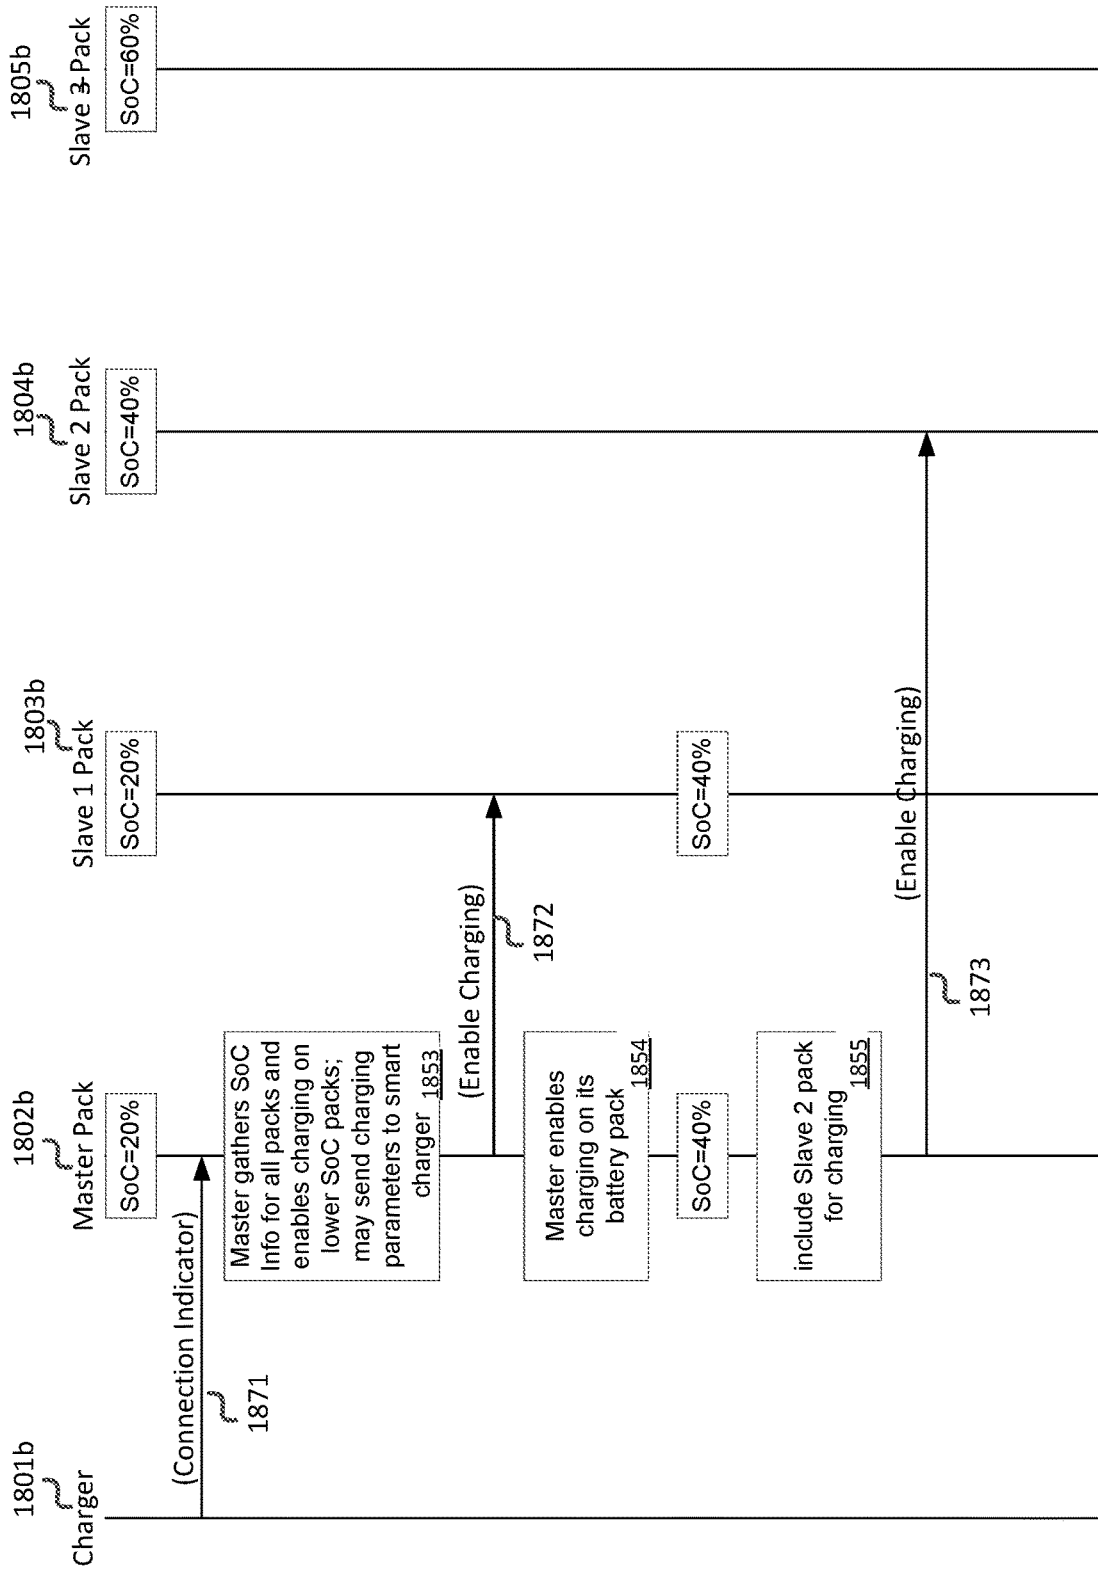 1801b
Charger
1802b
Master Pack
1803b
Slave 1 Pack
1804b
Slave 2 Pack
1805b
Slave 3 Pack
SoC=20%
SoC=20%
SoC=40%
SoC=60%
(Connection Indicator)
1871
Master gathers SoC
Info for all packs and
enables charging on
lower SoC packs;
may send charging
parameters to smart
charger 1853
(Enable Charging)
1872
Master enables
charging on its
battery pack
1854
SoC=40%
SoC=40%
include Slave 2 pack
for charging
1855
(Enable Charging)
1873